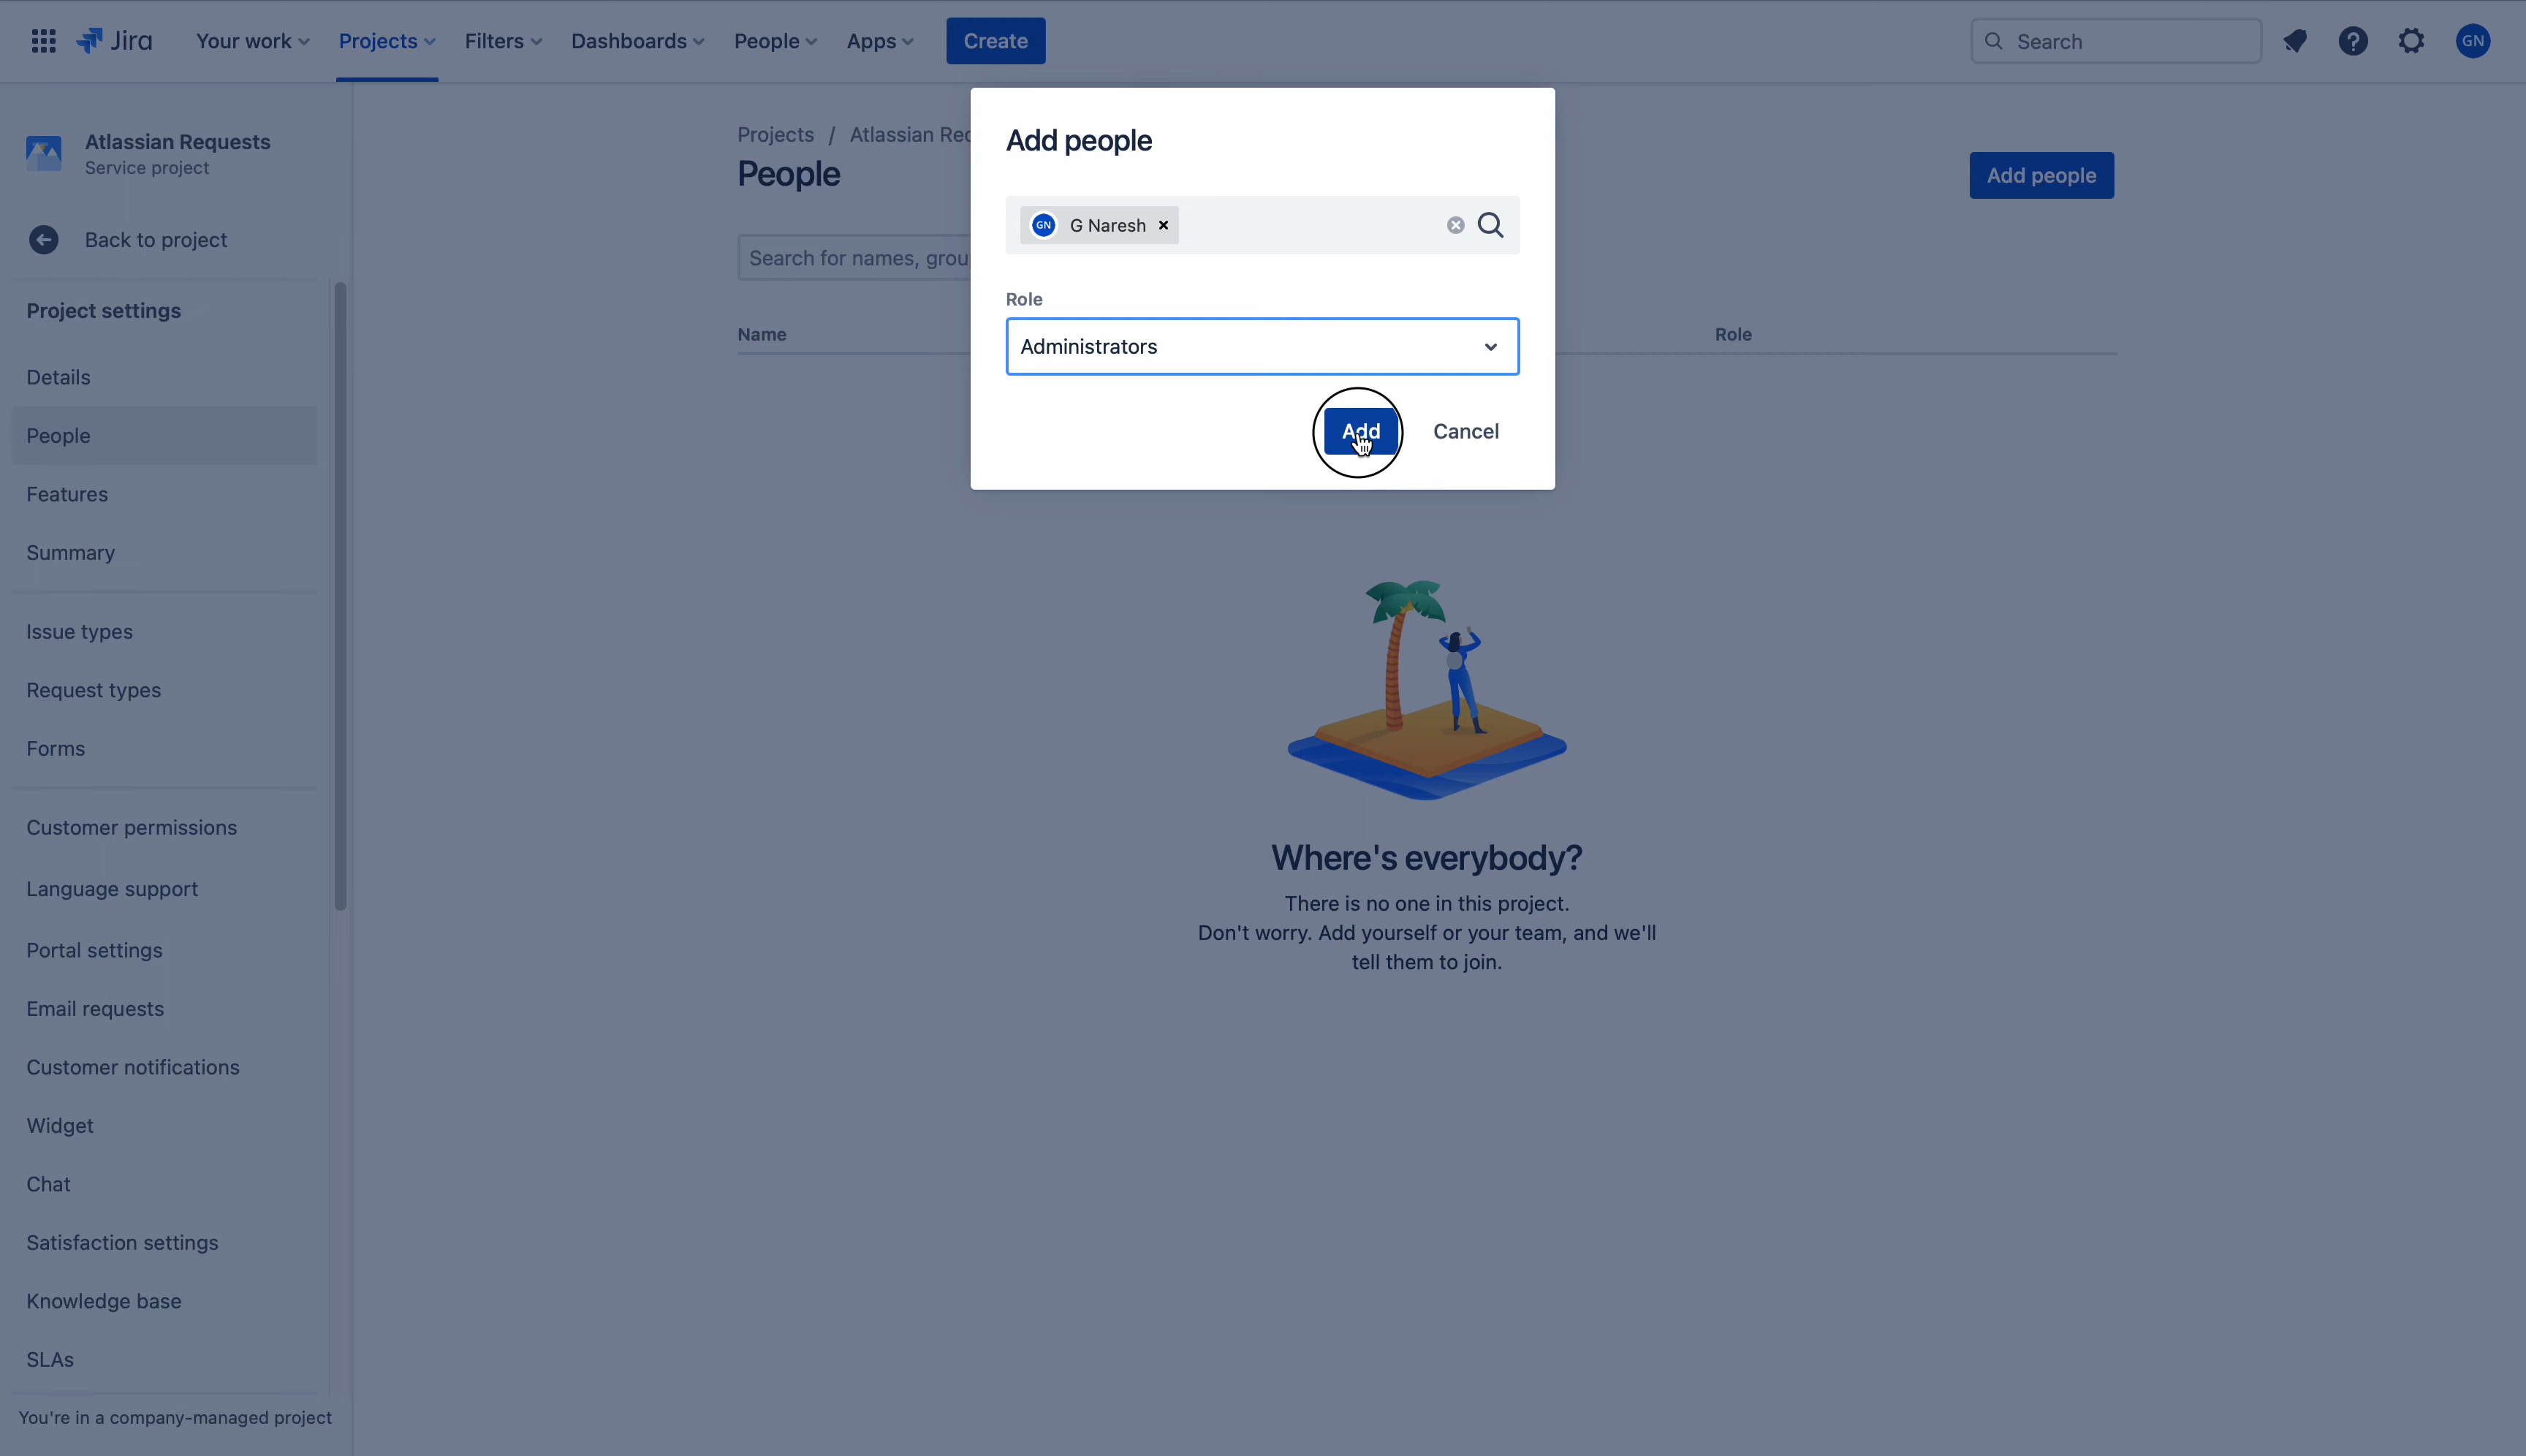 Jira
Your work
Projects
Filters
Dashboards
People
Apps
Create
Search
GN
Atlassian Requests
Service project
Back to project
Project settings
Details
People
Features
Summary
Issue types
Request types
Forms
Customer permissions
Language support
Portal settings
Email requests
Customer notifications
Widget
Chat
Satisfaction settings
Knowledge base
SLAs
You're in a company-managed project
Projects / Atlassian Rec
People
Add people
Search for names, grou
Name
Role
Add people
GN G Naresh
Role
Administrators
Add
Cancel
Where's everybody?
There is no one in this project.
Don't worry. Add yourself or your team, and we'll
tell them to join.